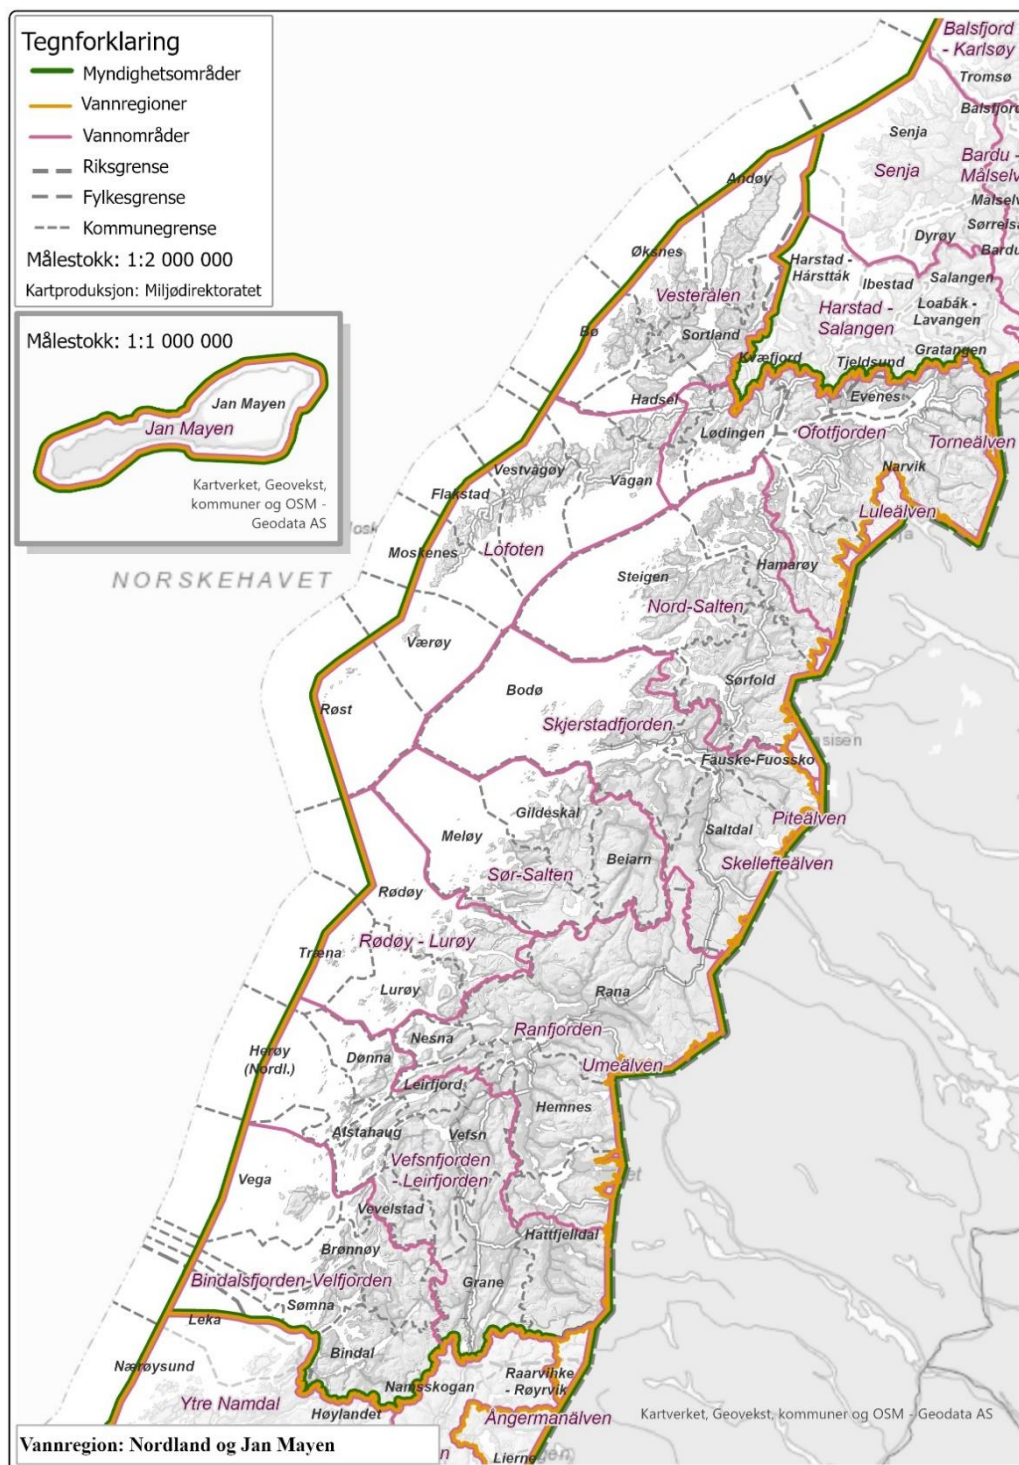 Tegnforklaring
Myndighetsområder
Vannregioner
Vannområder
Riksgrense
Fylkesgrense
Kommunegrense
Målestokk: 1:2 000 000
Kartproduksjon: Miljødirektoratet
Målestokk: 1:1 000 000
Jan Mayen
Jan Mayen
Kartverket, Geovekst,
kommuner og OSM -
Geodata AS
NORSKEHAVET
Balsfjord
- Karlsøy
Tromsø
Balsfjord
Senja
Senja
Bardu -
Målselv
Målselv
Sørreisa
Dyrøy
Bardu
Andøy
Øksnes
Harstad -
Hárstták
Ibestad
Salangen
Vesterålen
Harstad -
Salangen
Loabák -
Lavangen
Bø
Sortland
Gratangen
Kvæfjord
Tjeldsund
Hadsel
Evenes
Lødingen
Ofotfjorden
Torneälven
Vestvågøy
Vågan
Narvik
Flakstad
Luleälven
Moskenes
Lofoten
Hamarøy
Steigen
Nord-Salten
Værøy
Sørfold
Bodø
Røst
Skjerstadfjorden
Fauske-Fuossko
Gildeskål
Piteälven
Meløy
Saltdal
Beiarn
Skellefteälven
Sør-Salten
Rødøy
Rødøy - Lurøy
Træna
Lurøy
Rana
Ranfjorden
Nesna
Herøy
(Nordl.)
Dønna
Umeälven
Leirfjord
Hemnes
Alstahaug
Vefsn
Vefsnfjorden
- Leirfjorden
Vega
Vevelstad
Hattfjelldal
Brønnøy
Bindalsfjorden-Velfjorden
Grane
Sømna
Leka
Bindal
Nærøysund
Raarvihke
- Røyrvik
Namsskogan
Ytre Namdal
Høylandet
Ångermanälven
Kartverket, Geovekst, kommuner og OSM - Geodata AS
Vannregion: Nordland og Jan Mayen
Lierne